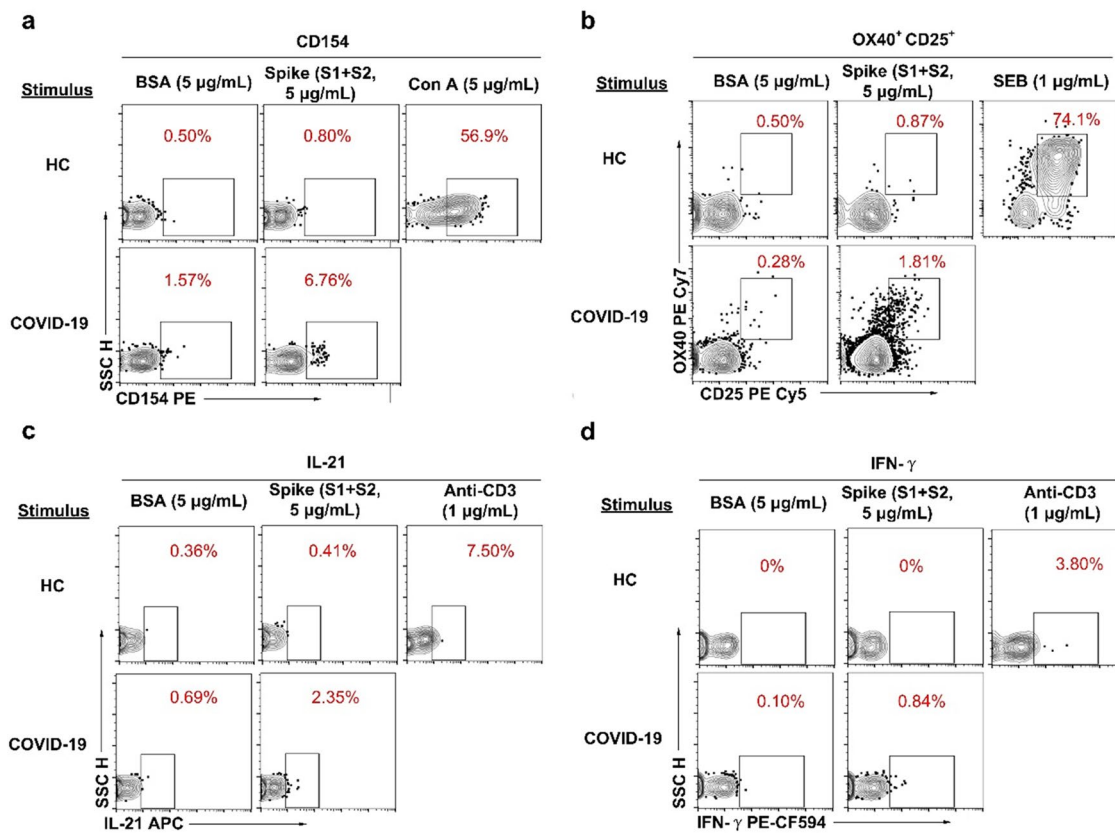 a
CD154
Stimulus
BSA (5 µg/mL)
Spike (S1+S2,
5 µg/mL)
Con A (5 µg/mL)
HC
0.50%
0.80%
56.9%
COVID-19
1.57%
6.76%
SSC H
CD154 PE
b
OX40⁺ CD25⁺
Stimulus
BSA (5 µg/mL)
Spike (S1+S2,
5 µg/mL)
SEB (1 µg/mL)
HC
0.50%
0.87%
74.1%
COVID-19
0.28%
1.81%
OX40 PE Cy7
CD25 PE Cy5
c
IL-21
Stimulus
BSA (5 µg/mL)
Spike (S1+S2,
5 µg/mL)
Anti-CD3
(1 µg/mL)
HC
0.36%
0.41%
7.50%
COVID-19
0.69%
2.35%
SSC H
IL-21 APC
d
IFN- γ
Stimulus
BSA (5 µg/mL)
Spike (S1+S2,
5 µg/mL)
Anti-CD3
(1 µg/mL)
HC
0%
0%
3.80%
COVID-19
0.10%
0.84%
SSC H
IFN- γ PE-CF594